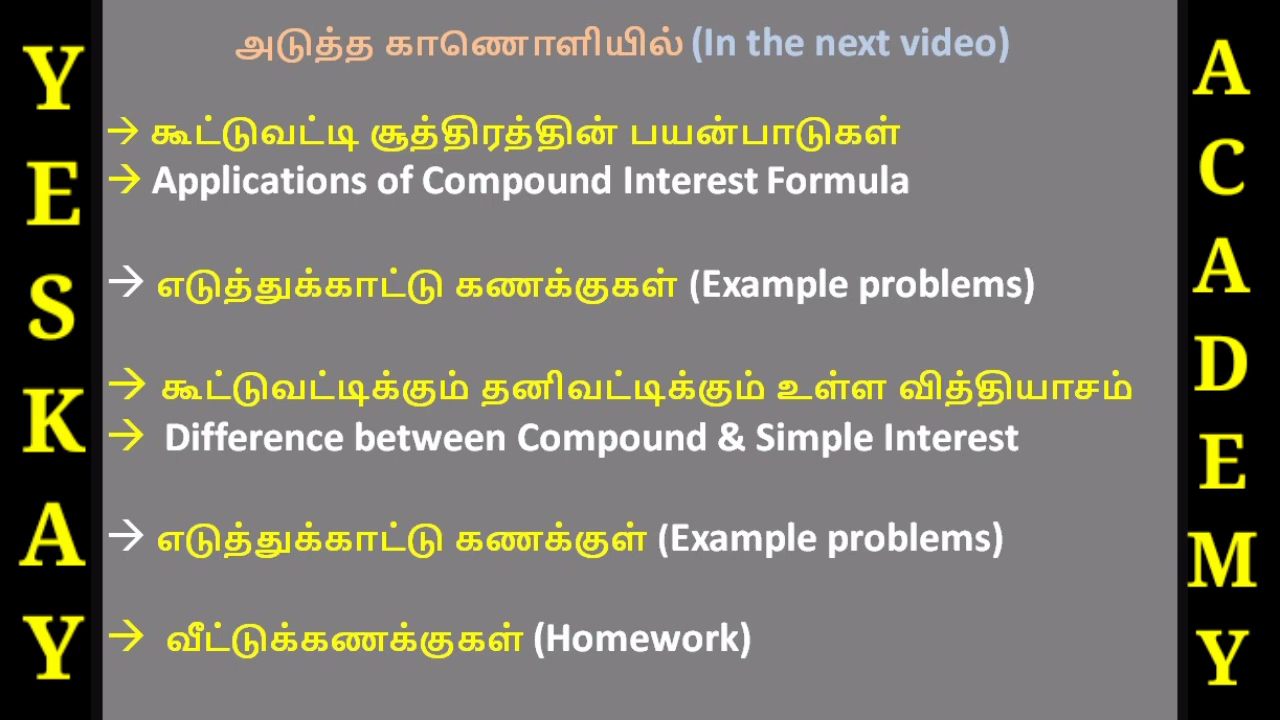 YESKAY
அடுத்த காணொளியில் (In the next video)
→ கூட்டுவட்டி சூத்திரத்தின் பயன்பாடுகள்
→ Applications of Compound Interest Formula
→ எடுத்துக்காட்டு கணக்குகள் (Example problems)
→ கூட்டுவட்டிக்கும் தனிவட்டிக்கும் உள்ள வித்தியாசம்
→ Difference between Compound & Simple Interest
→ எடுத்துக்காட்டு கணக்குள் (Example problems)
→ வீட்டுக்கணக்குகள் (Homework)
ACADEMY